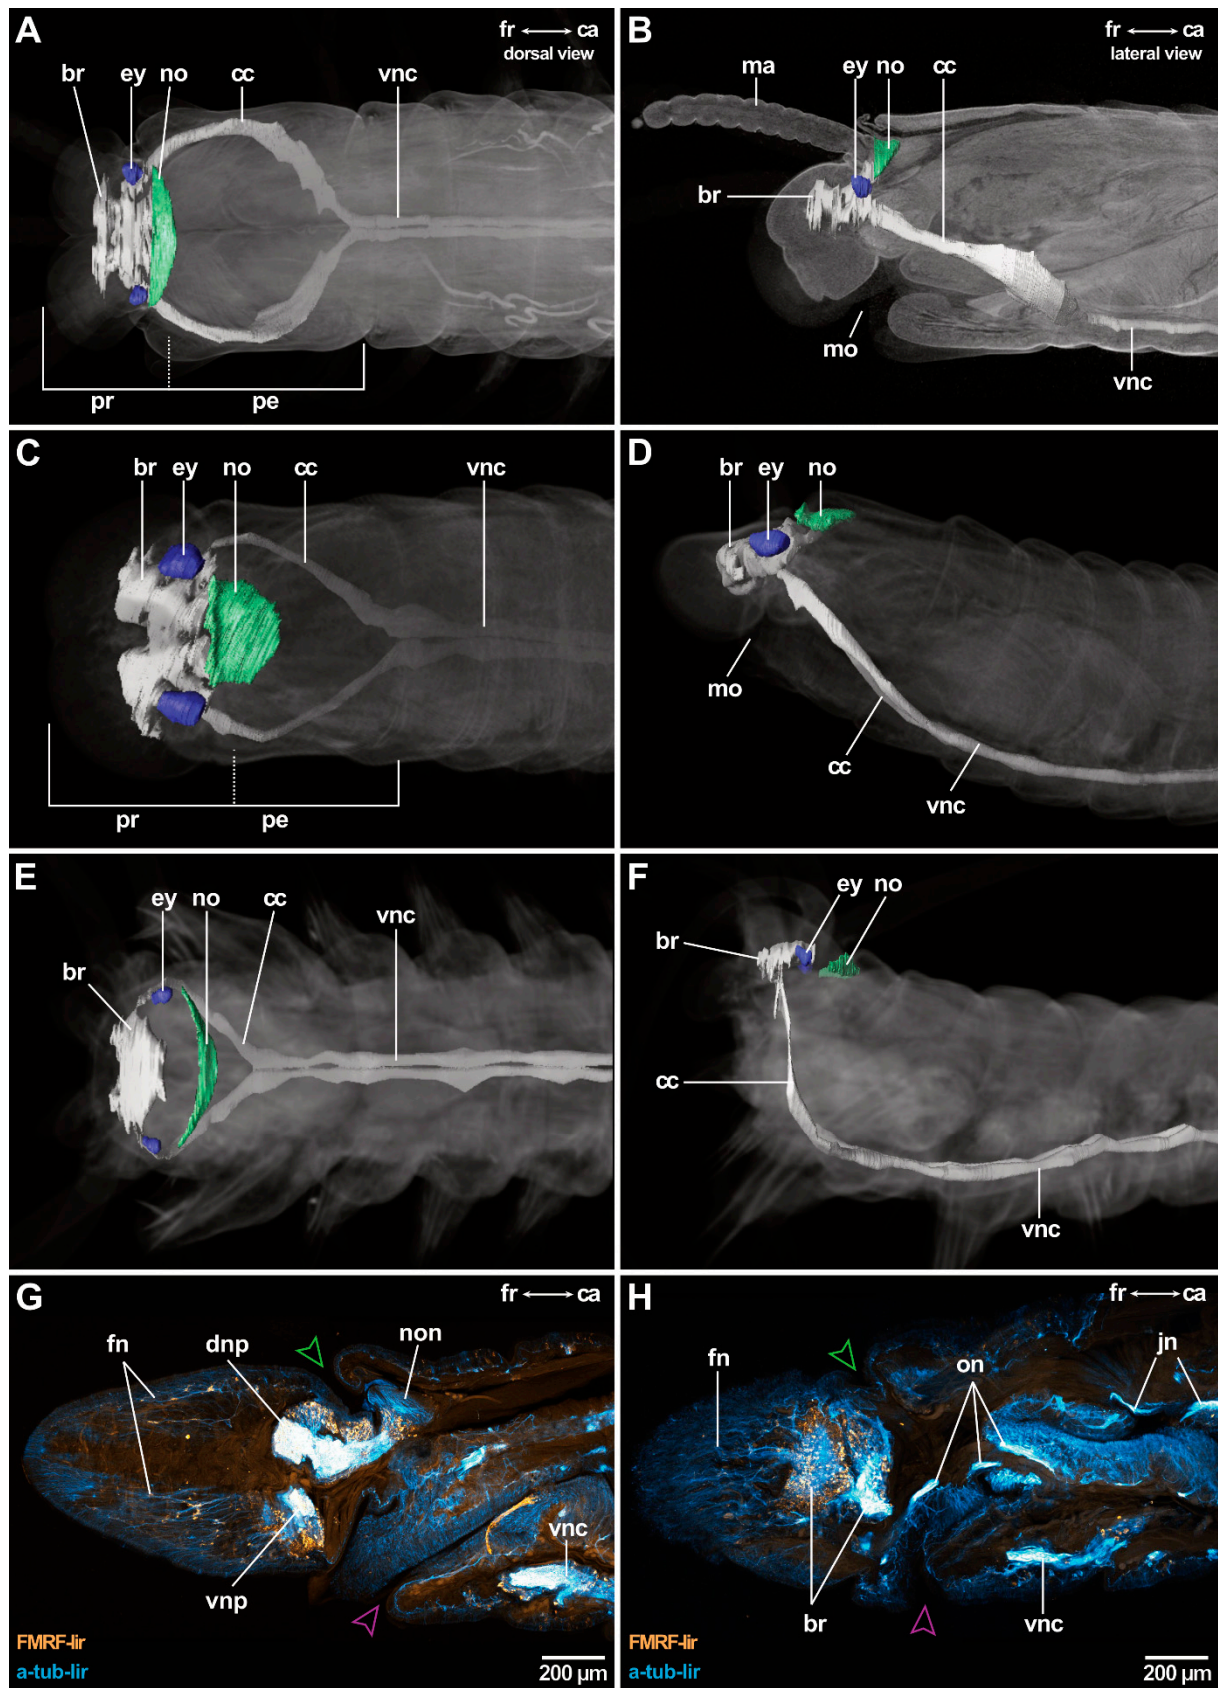 A
fr ⟷ ca
dorsal view
br ey no cc vnc
pr pe
B
fr ⟷ ca
lateral view
ma ey no cc
br
mo
vnc
C
br ey no cc vnc
pr pe
D
br ey no
mo
cc
vnc
E
ey no cc vnc
br
F
ey no
br
cc
vnc
G
fr ⟷ ca
fn dnp non
vnc
vnp
FMRF-lir
a-tub-lir
200 µm
H
fr ⟷ ca
fn on jn
br vnc
FMRF-lir
a-tub-lir
200 µm